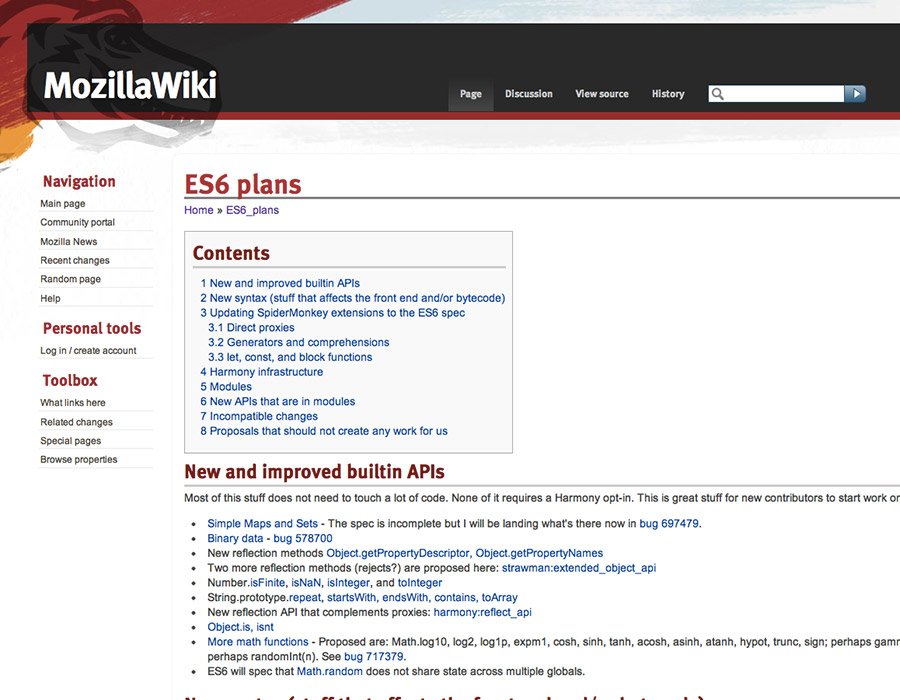 MozillaWiki
Page
Discussion
View source
History
Navigation
Main page
Community portal
Mozilla News
Recent changes
Random page
Help
Personal tools
Log in / create account
Toolbox
What links here
Related changes
Special pages
Browse properties
ES6 plans
Home » ES6_plans
Contents
1 New and improved builtin APIs
2 New syntax (stuff that affects the front end and/or bytecode)
3 Updating SpiderMonkey extensions to the ES6 spec
3.1 Direct proxies
3.2 Generators and comprehensions
3.3 let, const, and block functions
4 Harmony infrastructure
5 Modules
6 New APIs that are in modules
7 Incompatible changes
8 Proposals that should not create any work for us
New and improved builtin APIs
Most of this stuff does not need to touch a lot of code. None of it requires a Harmony opt-in. This is great stuff for new contributors to start work
• Simple Maps and Sets - The spec is incomplete but I will be landing what's there now in bug 697479.
• Binary data - bug 578700
• New reflection methods Object.getPropertyDescriptor, Object.getPropertyNames
• Two more reflection methods (rejects?) are proposed here: strawman:extended_object_api
• Number.isFinite, isNaN, isInteger, and toInteger
• String.prototype.repeat, startsWith, endsWith, contains, toArray
• New reflection API that complements proxies: harmony:reflect_api
• Object.is, isnt
• More math functions - Proposed are: Math.log10, log2, log1p, expm1, cosh, sinh, tanh, acosh, asinh, atanh, hypot, trunc, sign; perhaps
perhaps randomInt(n). See bug 717379.
• ES6 will spec that Math.random does not share state across multiple globals.